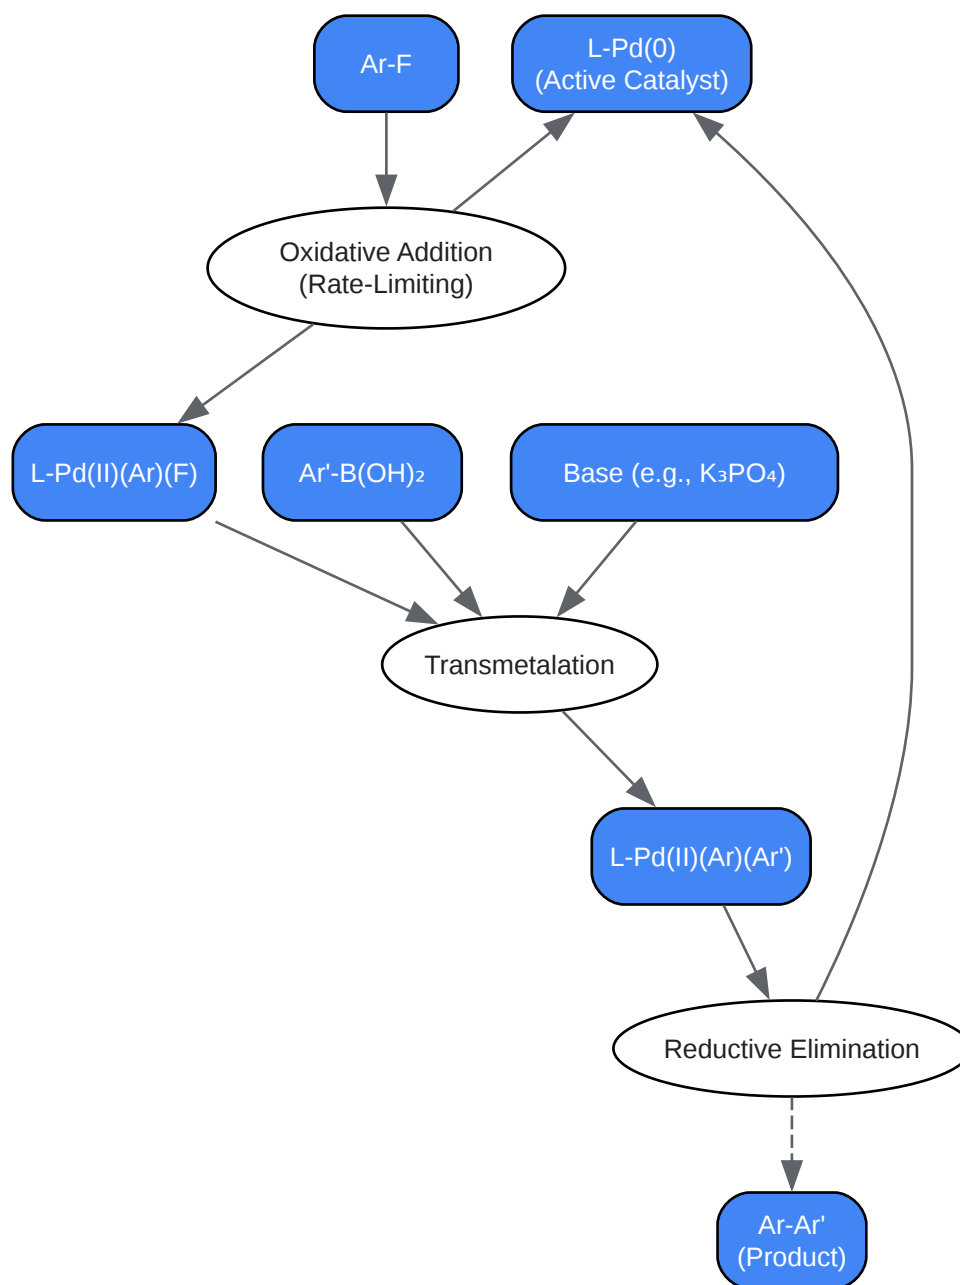 Ar-F
L-Pd(0)
(Active Catalyst)
Oxidative Addition
(Rate-Limiting)
L-Pd(II)(Ar)(F)
Ar'-B(OH)₂
Base (e.g., K₃PO₄)
Transmetalation
L-Pd(II)(Ar)(Ar')
Reductive Elimination
Ar-Ar'
(Product)